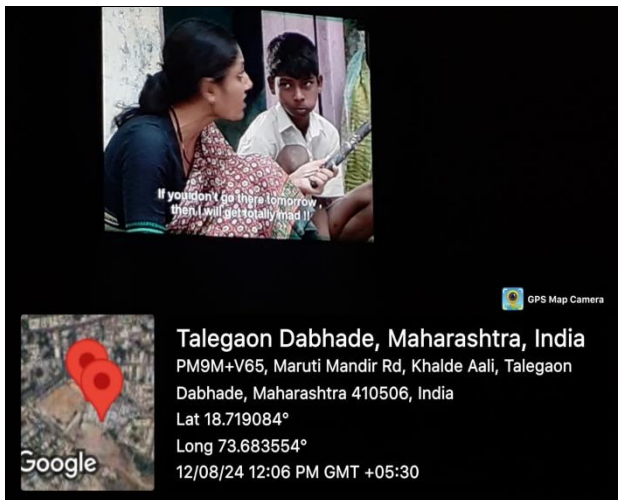 If you don't go there tomorrow,
then I will get totally mad !!
GPS Map Camera
Talegaon Dabhade, Maharashtra, India
PM9M+V65, Maruti Mandir Rd, Khalde Aali, Talegaon
Dabhade, Maharashtra 410506, India
Lat 18.719084°
Long 73.683554°
12/08/24 12:06 PM GMT +05:30
Google